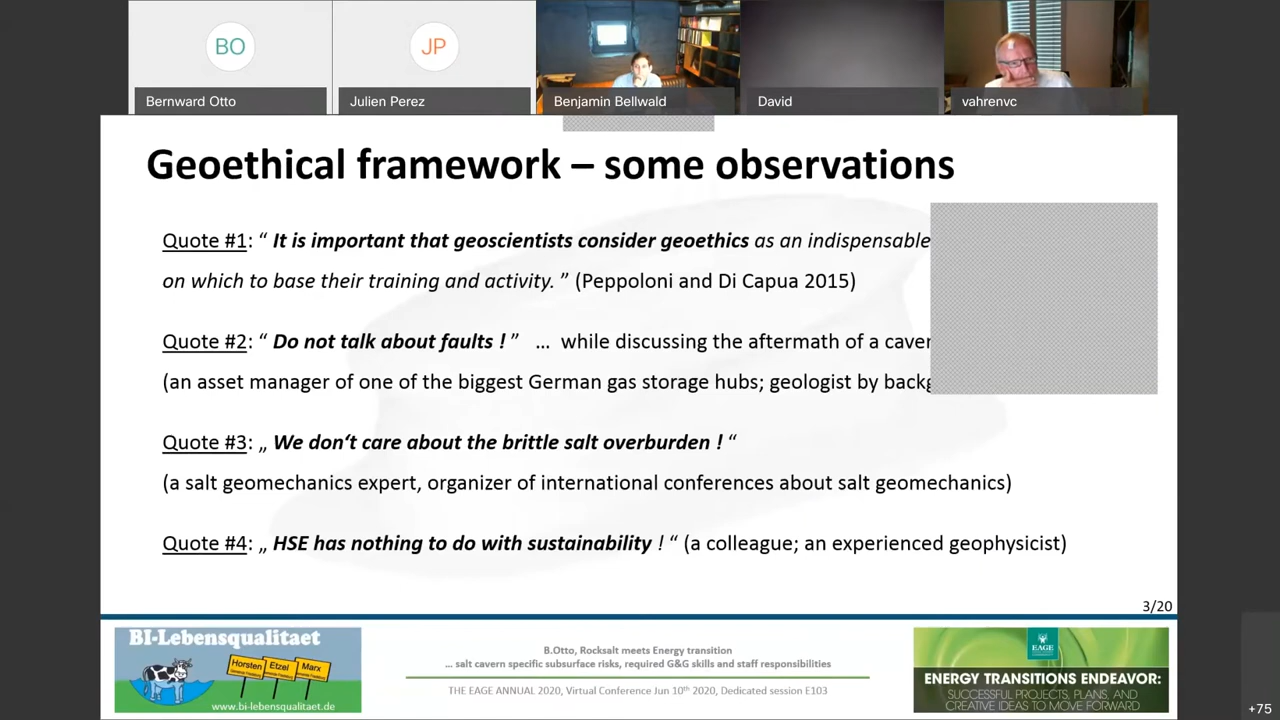 BO
JP
Bernward Otto
Julien Perez
Benjamin Bellwald
David
vahrenvc
Geoethical framework – some observations
Quote #1: “ It is important that geoscientists consider geoethics as an indispensable
on which to base their training and activity. ” (Peppoloni and Di Capua 2015)
Quote #2: “ Do not talk about faults ! ” … while discussing the aftermath of a
(an asset manager of one of the biggest German gas storage hubs; geologist by
Quote #3: „ We don‘t care about the brittle salt overburden ! “
(a salt geomechanics expert, organizer of international conferences about salt geomechanics)
Quote #4: „ HSE has nothing to do with sustainability ! “ (a colleague; an experienced geophysicist)
3/20
BI-Lebensqualitaet
Horsten Etzel Marx
www.bi-lebensqualitaet.de
B.Otto, Rocksalt meets Energy transition
... salt cavern specific subsurface risks, required G&G skills and staff responsibilities
THE EAGE ANNUAL 2020, Virtual Conference Jun 10th 2020, Dedicated session E103
EAGE
ENERGY TRANSITIONS ENDEAVOR:
SUCCESSFUL PROJECTS, PLANS, AND
CREATIVE IDEAS TO MOVE FORWARD
+75